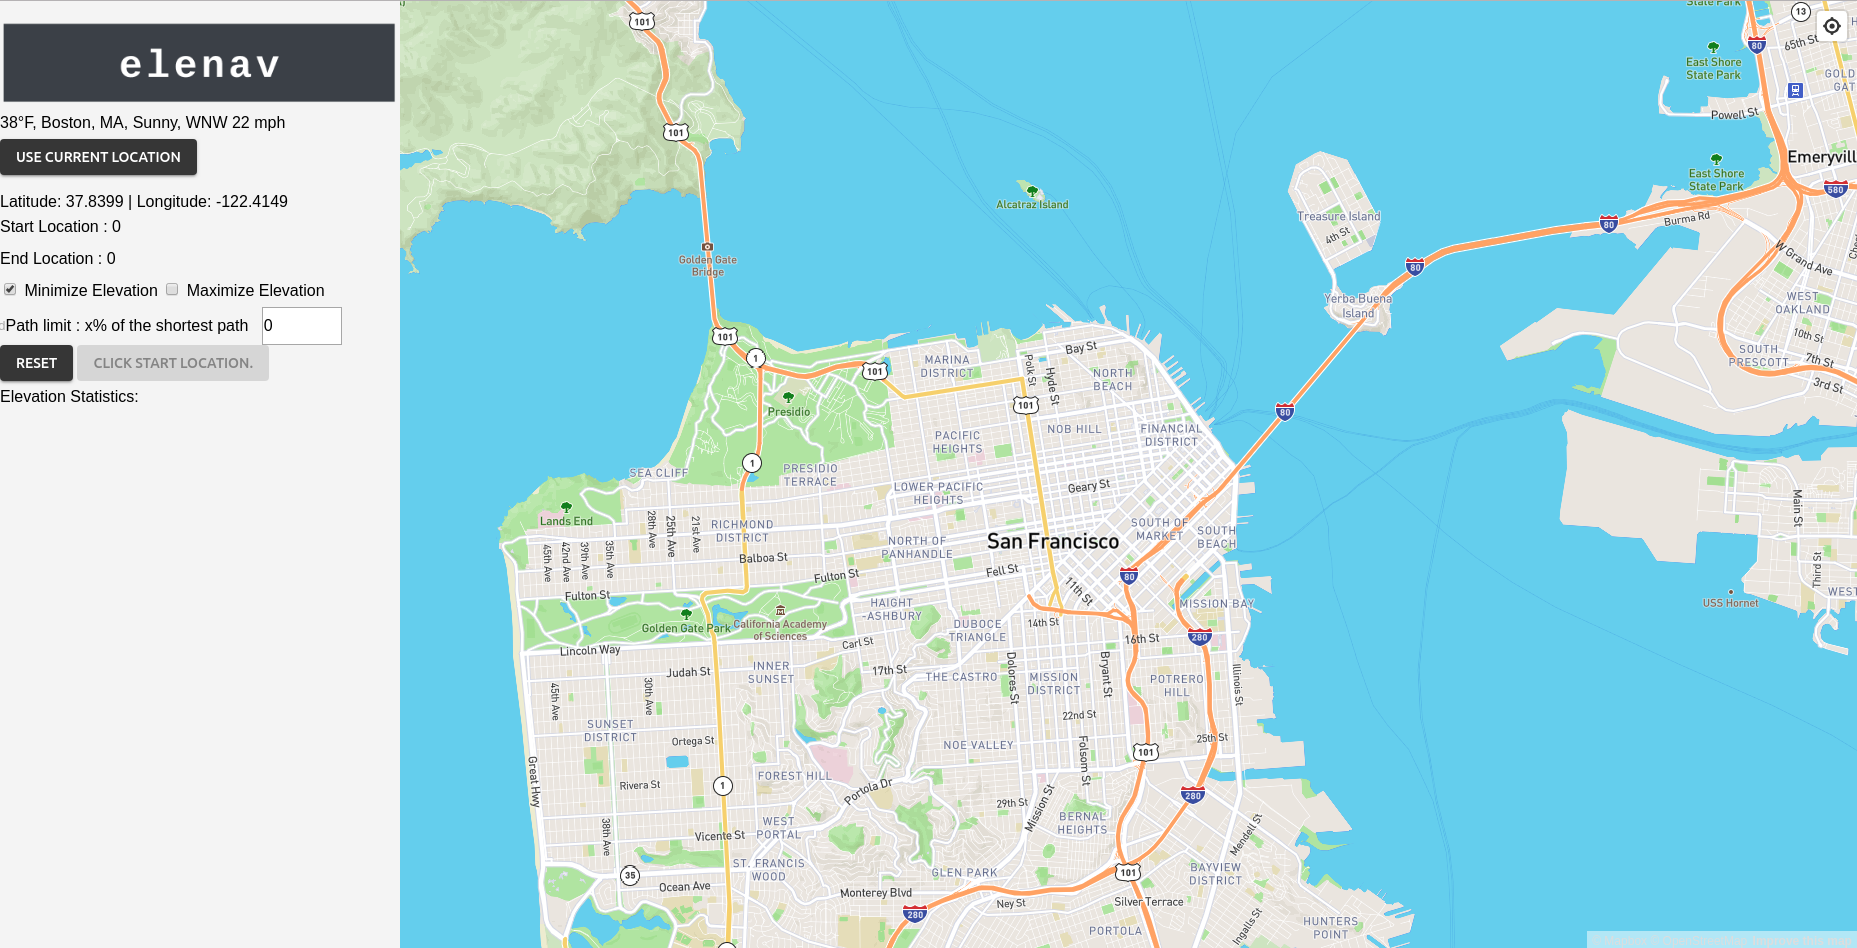 elenav
38°F, Boston, MA, Sunny, WNW 22 mph
USE CURRENT LOCATION
Latitude: 37.8399 | Longitude: -122.4149
Start Location : 0
End Location : 0
Minimize Elevation Maximize Elevation
Path limit : x% of the shortest path 0
RESET CLICK START LOCATION.
Elevation Statistics:
101
State Park
13
80
65th St
East Shore
State Park
GOLD
GAT
Powell St
101
Emeryvill
East Shore
State Park
580
Alcatraz Island
Treasure Island
4th St
80
Burma Rd
W Grand Ave
Golden Gate
Bridge
80
Yerba Buena
Island
WEST
OAKLAND
10th St
SOUTH
PRESCOTT
7th St
3rd St
101
1
101
MARINA
DISTRICT
Polk St
Hyde St
Bay St
NORTH
BEACH
Presidio
101
80
PACIFIC
HEIGHTS
NOB HILL
FINANCIAL
DISTRICT
1
SEA CLIFF
PRESIDIO
TERRACE
LOWER PACIFIC
HEIGHTS
Geary St
Lands End
28th Ave
25th Ave
21st Ave
RICHMOND
DISTRICT
SOUTH OF
MARKET
SOUTH
BEACH
Main St
45th Ave
42nd Ave
39th Ave
35th Ave
Balboa St
NORTH OF
PANHANDLE
San Francisco
Fulton St
Fell St
11th St
80
Third St
Fulton St
HAIGHT
-ASHBURY
MISSION BAY
USS Hornet
WEST
Golden Gate Park
California Academy
of Sciences
DUBOCE
TRIANGLE
14th St
16th St
280
Lincoln Way
Carl St
Judah St
INNER
SUNSET
17th St
THE CASTRO
Dolores St
MISSION
DISTRICT
Bryant St
POTRERO
HILL
Illinois St
45th Ave
30th Ave
SUNSET
DISTRICT
22nd St
Ortega St
NOE VALLEY
Folsom St
101
25th St
Great Hwy
Rivera St
1
FOREST HILL
Portola Dr
280
29th St
Mission St
38th Ave
Vicente St
WEST
PORTAL
BERNAL
HEIGHTS
Mendell St
35
Ocean Ave
ST. FRANCIS
WOOD
GLEN PARK
101
BAYVIEW
DISTRICT
Monterey Blvd
280
Ney St
Silver Terrace
PORTOLA
Ingalls St
HUNTERS
POINT